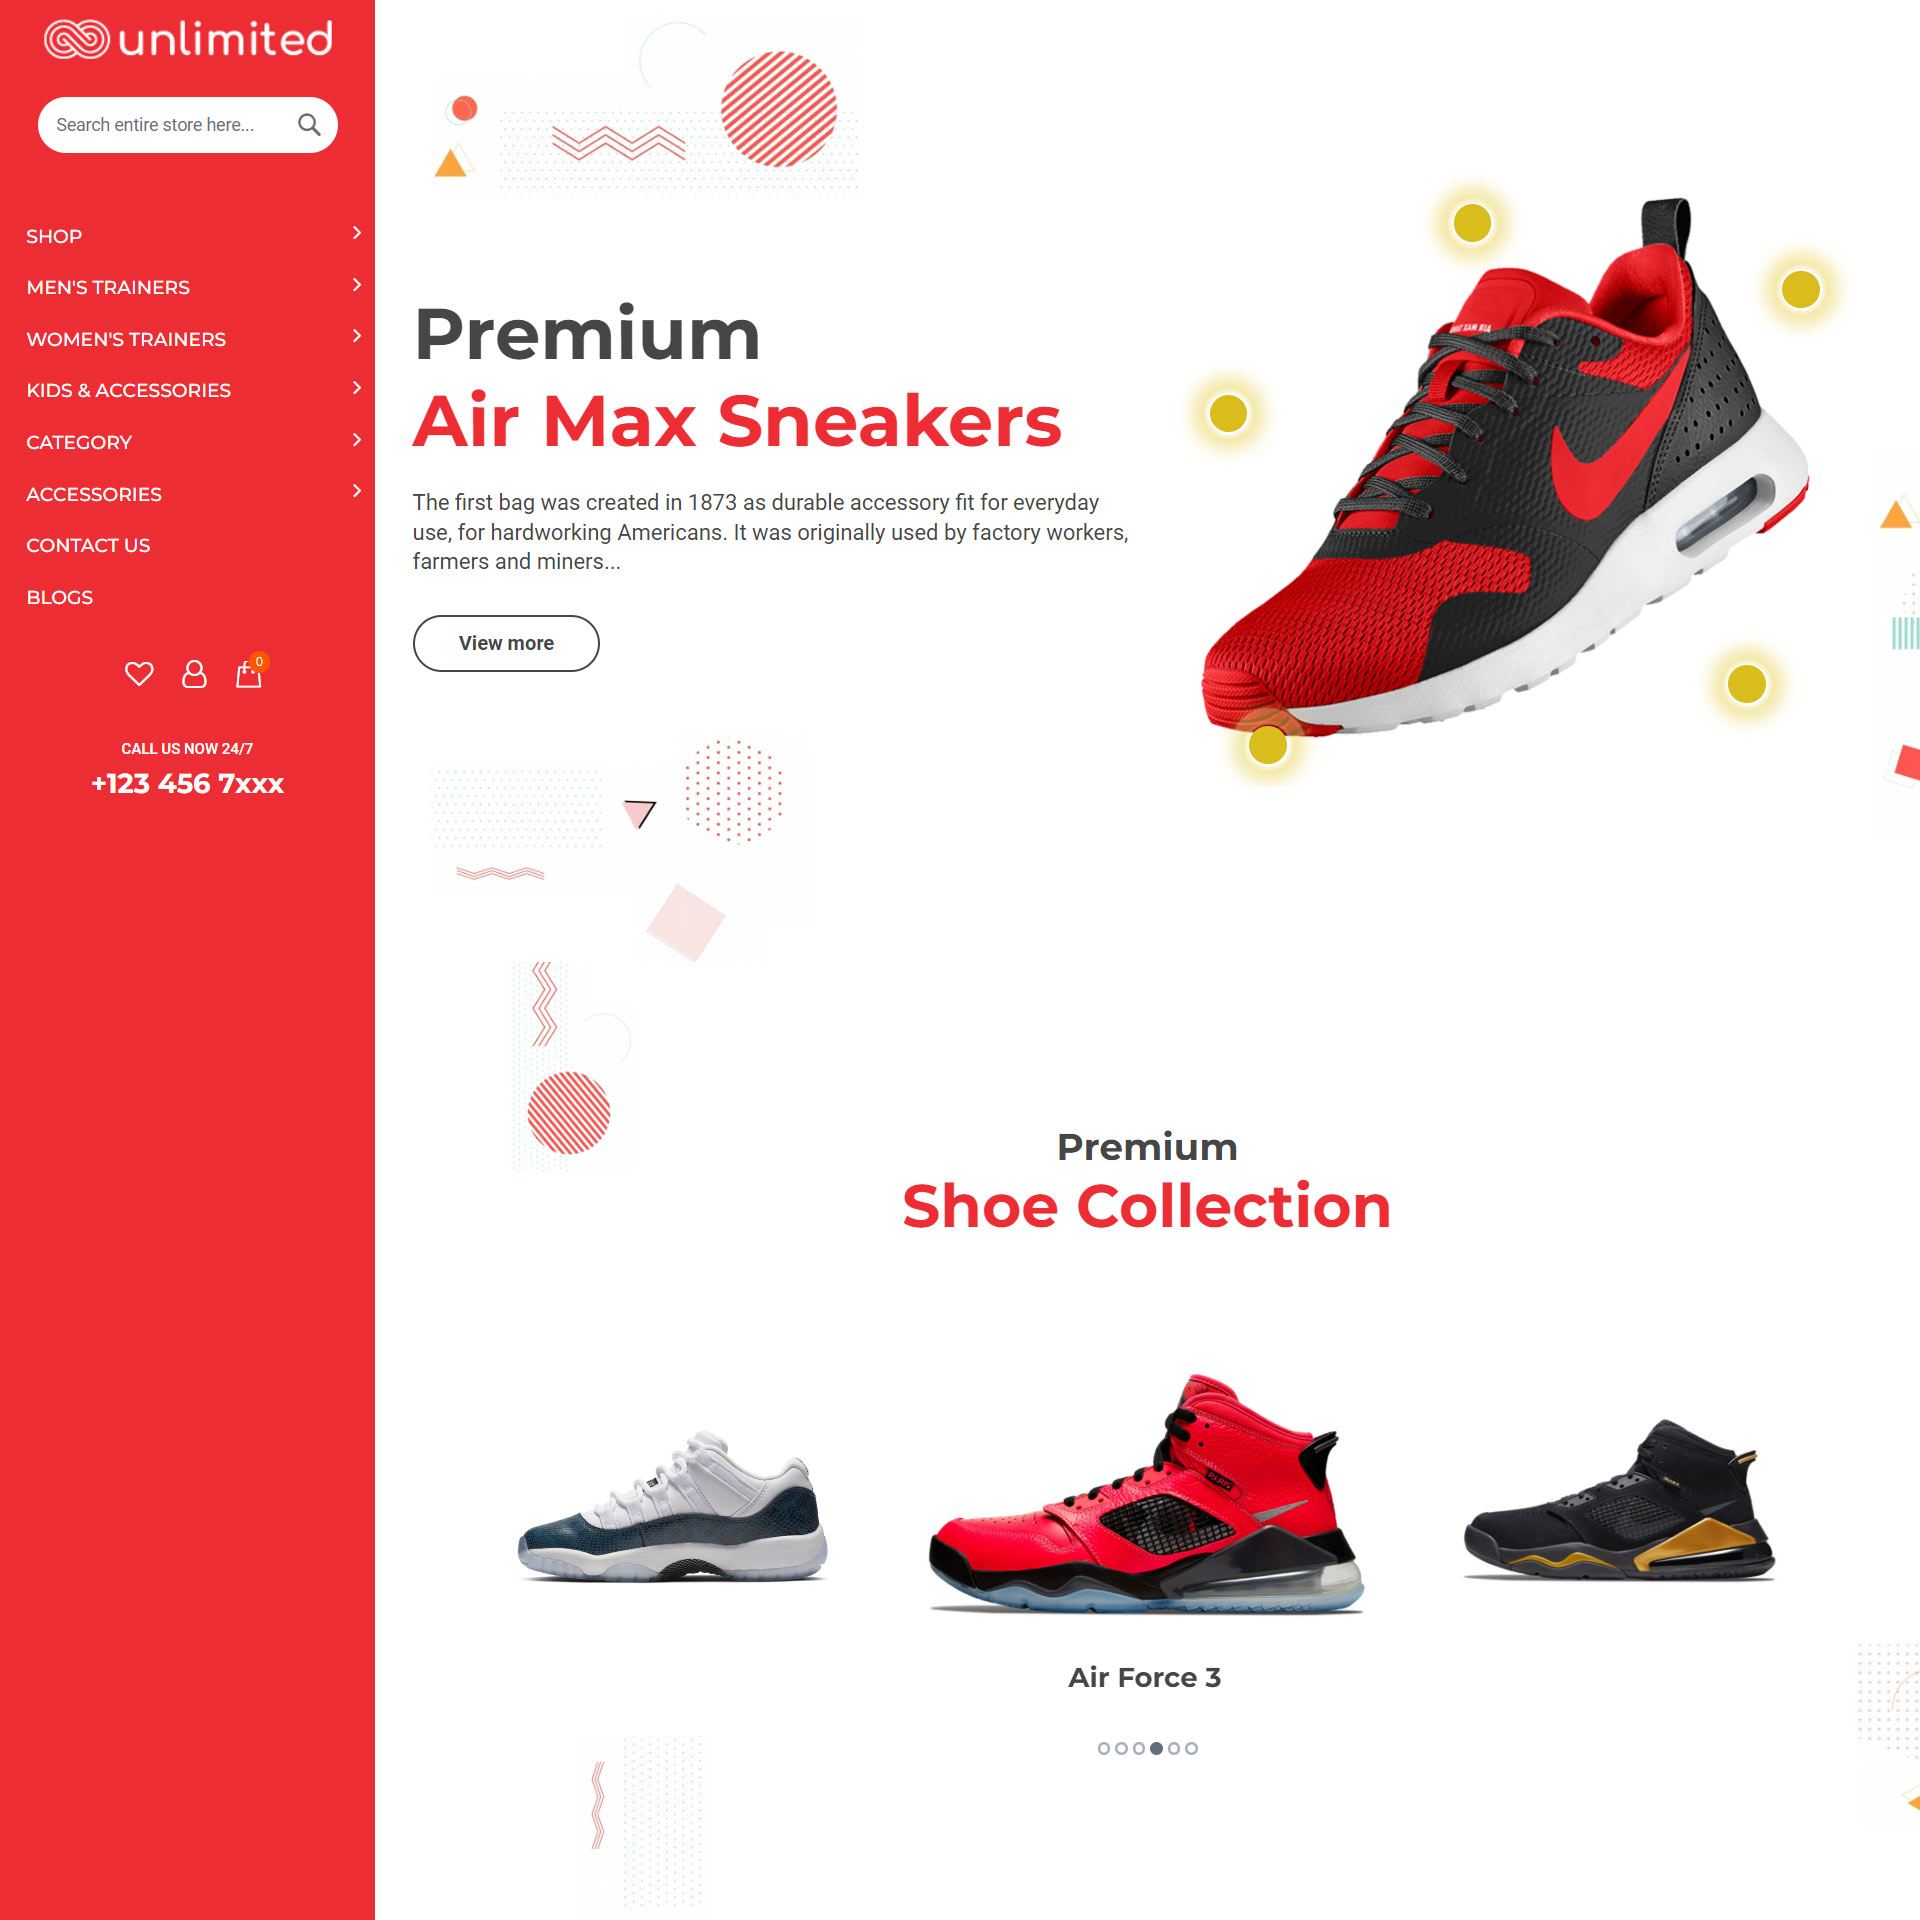 unlimited
Search entire store here...
SHOP
MEN'S TRAINERS
WOMEN'S TRAINERS
KIDS & ACCESSORIES
CATEGORY
ACCESSORIES
CONTACT US
BLOGS
0
CALL US NOW 24/7
+123 456 7xxx
Premium
Air Max Sneakers
The first bag was created in 1873 as durable accessory fit for everyday
use, for hardworking Americans. It was originally used by factory workers,
farmers and miners...
View more
Premium
Shoe Collection
PARIS
Air Force 3